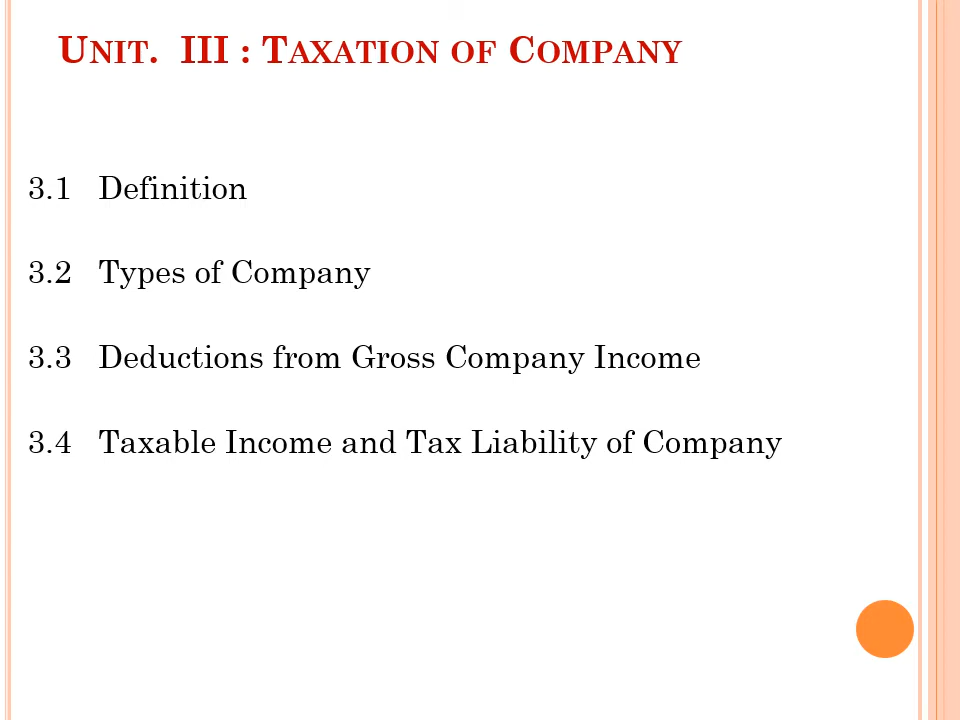 UNIT. III : TAXATION OF COMPANY
3.1 Definition
3.2 Types of Company
3.3 Deductions from Gross Company Income
3.4 Taxable Income and Tax Liability of Company